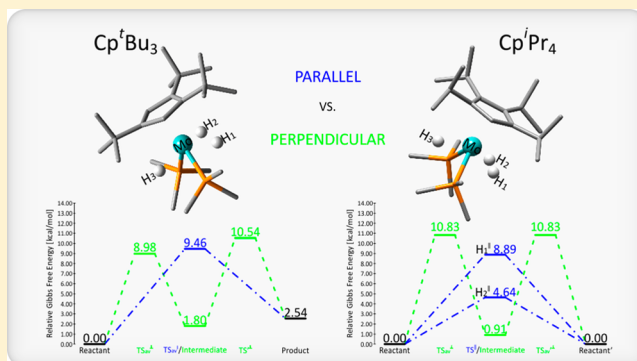 Cp<sup>t</sup>Bu₃
Cp<sup>i</sup>Pr₄
PARALLEL
VS.
PERPENDICULAR
H₂
H₁
H₃
H₃
H₂
H₁
Relative Gibbs Free Energy [kcal/mol]
14.00
13.00
12.00
11.00
10.00
9.00
8.00
7.00
6.00
5.00
4.00
3.00
2.00
1.00
0.00
0.00
8.98
9.46
1.80
10.54
2.54
Reactant
/Intermediate
Product
Relative Gibbs Free Energy [kcal/mol]
14.00
13.00
12.00
11.00
10.00
9.00
8.00
7.00
6.00
5.00
4.00
3.00
2.00
1.00
0.00
0.00
10.83
H₁‖ 8.89
H₂‖ 4.64
0.91
10.83
0.00
Reactant
TS‖/Intermediate
Reactant'